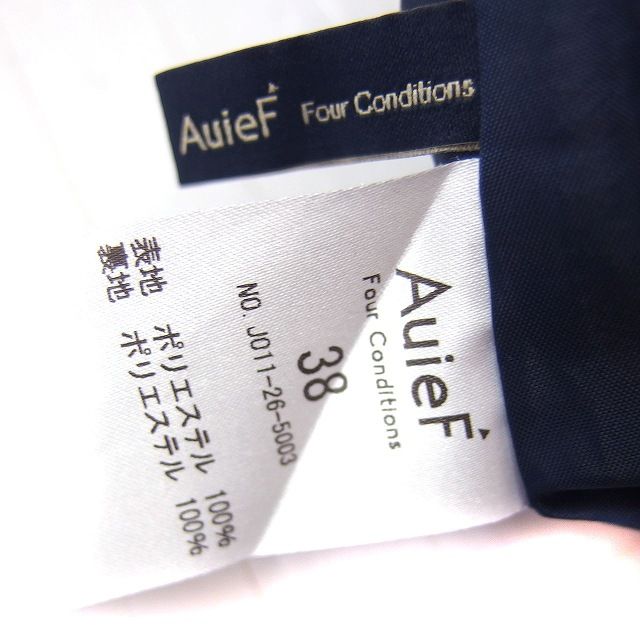 AuieF Four Conditions
AuieF
Four Conditions
38
NO. J011-26-5003
表地 ポリエステル 100%
裏地 ポリエステル 100%